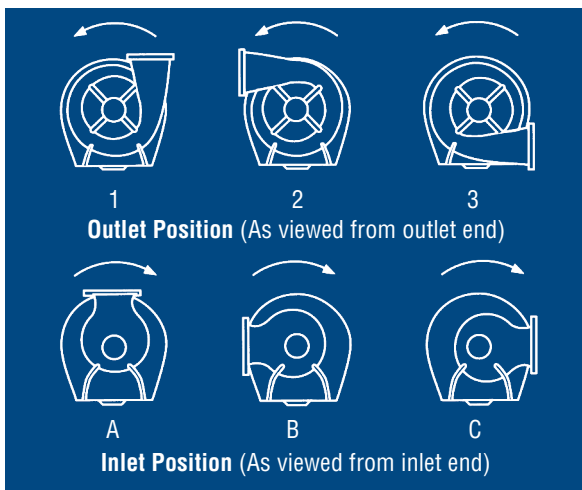 1 2 3
Outlet Position (As viewed from outlet end)
A B C
Inlet Position (As viewed from inlet end)